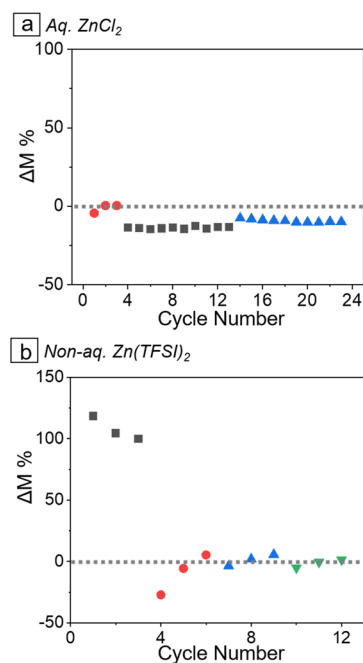 a Aq. ZnCl2
100
50
0
-50
ΔM %
0 4 8 12 16 20 24
Cycle Number
b Non-aq. Zn(TFSI)2
150
100
50
0
-50
ΔM %
0 4 8 12
Cycle Number